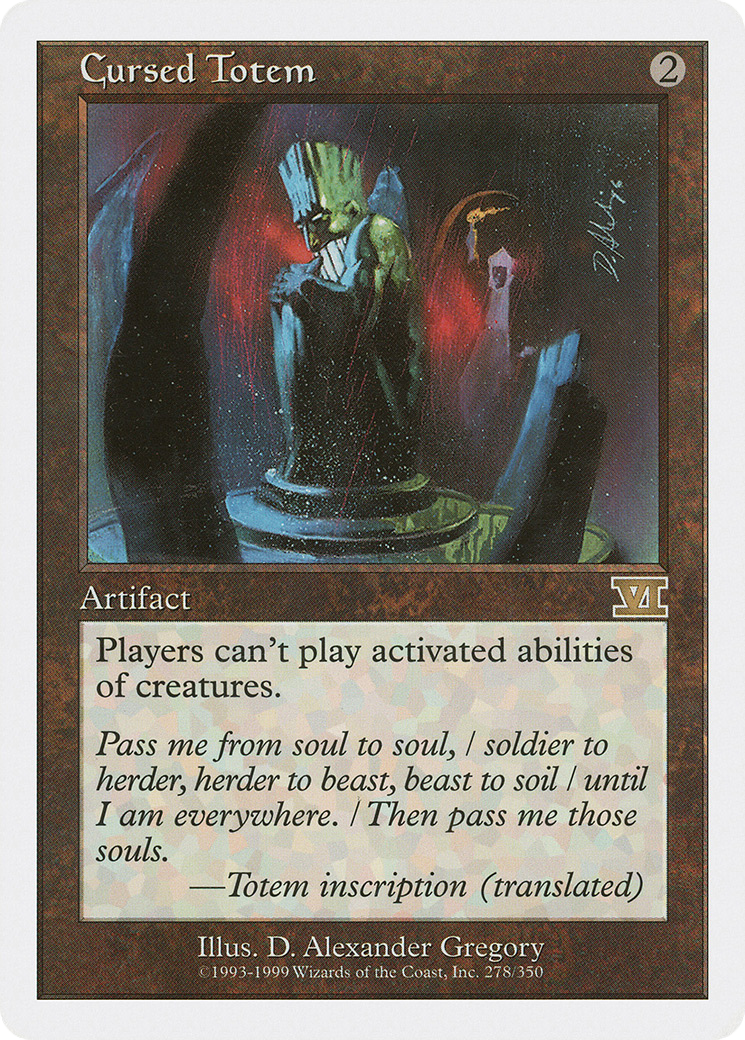 Cursed Totem
2
Artifact
VI
Players can't play activated abilities
of creatures.
Pass me from soul to soul, / soldier to
herder, herder to beast, beast to soil / until
I am everywhere. / Then pass me those
souls.
—Totem inscription (translated)
Illus. D. Alexander Gregory
©1993-1999 Wizards of the Coast, Inc. 278/350